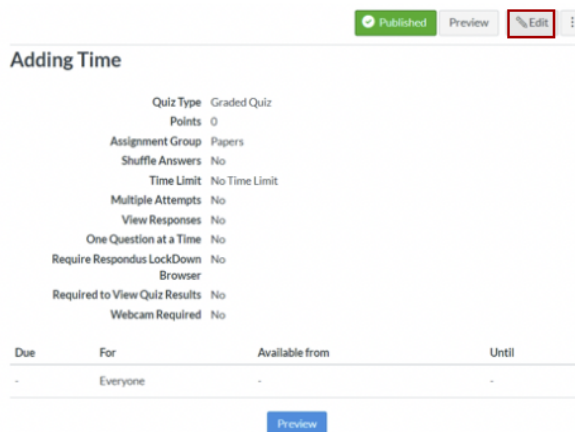 Published Preview Edit
Adding Time
Quiz Type Graded Quiz
Points 0
Assignment Group Papers
Shuffle Answers No
Time Limit No Time Limit
Multiple Attempts No
View Responses No
One Question at a Time No
Require Respondus LockDown No
Browser
Required to View Quiz Results No
Webcam Required No
Due For Available from Until
- Everyone - -
Preview